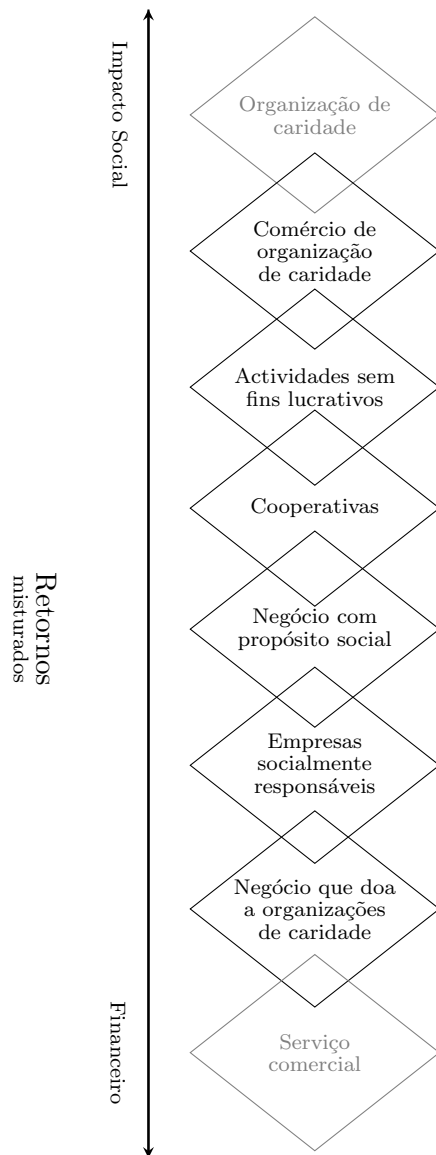 Impacto Social
Retornos
misturados
Financeiro
Organização de
caridade
Comércio de
organização
de caridade
Actividades sem
fins lucrativos
Cooperativas
Negócio com
propósito social
Empresas
socialmente
responsáveis
Negócio que doa
a organizações
de caridade
Serviço
comercial